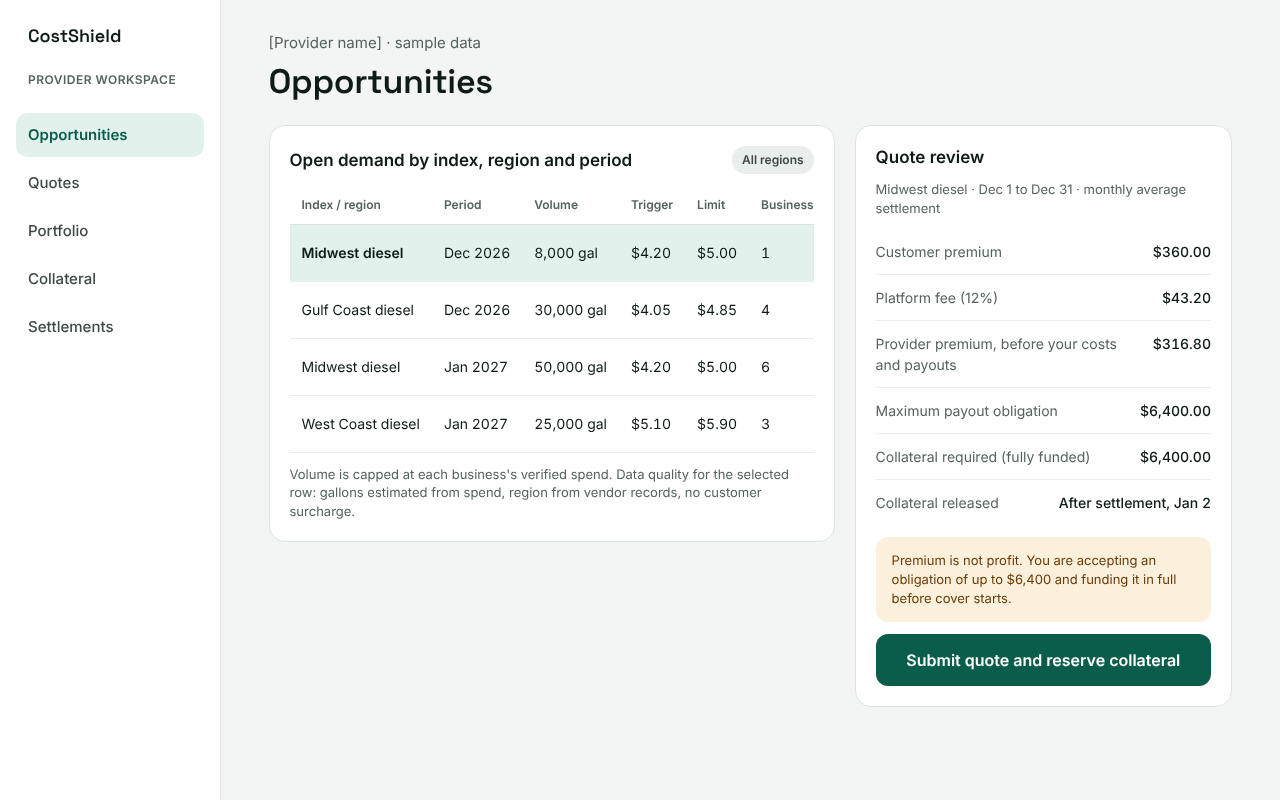 CostShield
PROVIDER WORKSPACE
Opportunities
Quotes
Portfolio
Collateral
Settlements
[Provider name] · sample data
Opportunities
Open demand by index, region and period
All regions
Index / region Period Volume Trigger Limit Business
Midwest diesel Dec 2026 8,000 gal $4.20 $5.00 1
Gulf Coast diesel Dec 2026 30,000 gal $4.05 $4.85 4
Midwest diesel Jan 2027 50,000 gal $4.20 $5.00 6
West Coast diesel Jan 2027 25,000 gal $5.10 $5.90 3
Volume is capped at each business's verified spend. Data quality for the selected
row: gallons estimated from spend, region from vendor records, no customer
surcharge.
Quote review
Midwest diesel · Dec 1 to Dec 31 · monthly average
settlement
Customer premium $360.00
Platform fee (12%) $43.20
Provider premium, before your costs
and payouts $316.80
Maximum payout obligation $6,400.00
Collateral required (fully funded) $6,400.00
Collateral released After settlement, Jan 2
Premium is not profit. You are accepting an
obligation of up to $6,400 and funding it in full
before cover starts.
Submit quote and reserve collateral